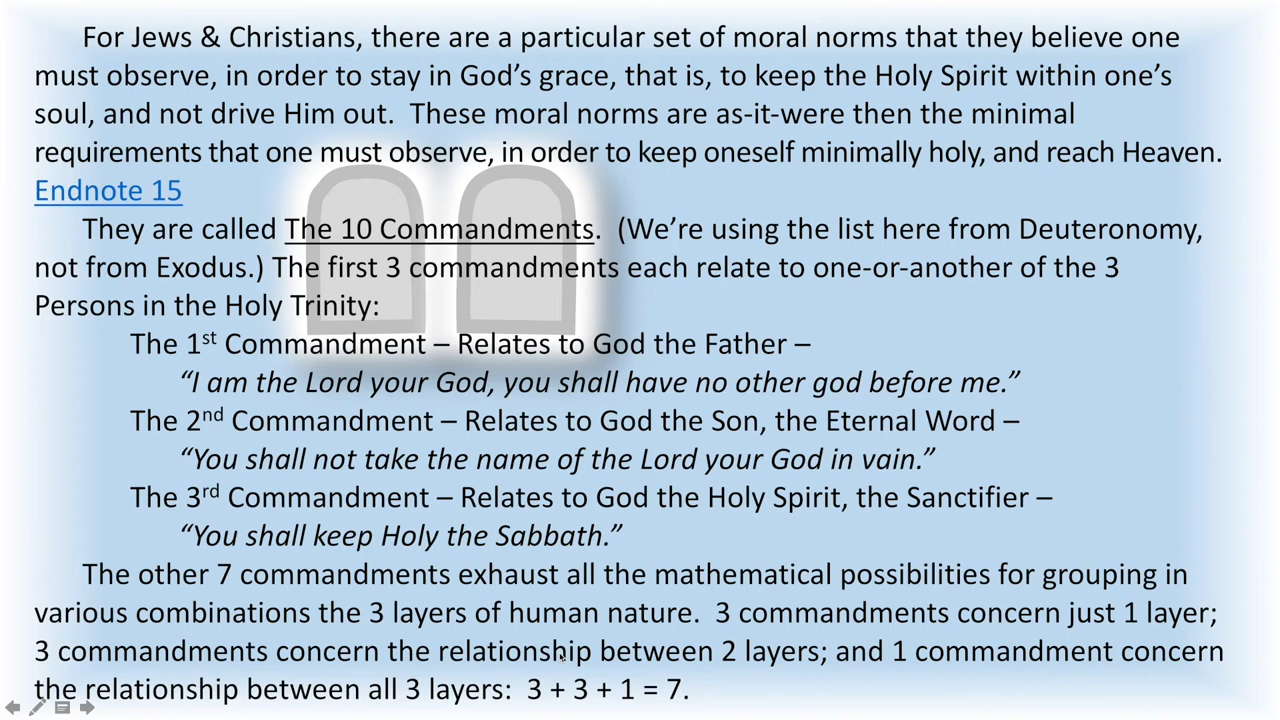 For Jews & Christians, there are a particular set of moral norms that they believe one
must observe, in order to stay in God’s grace, that is, to keep the Holy Spirit within one’s
soul, and not drive Him out.  These moral norms are as-it-were then the minimal
requirements that one must observe, in order to keep oneself minimally holy, and reach Heaven.
Endnote 15
They are called The 10 Commandments.  (We’re using the list here from Deuteronomy,
not from Exodus.) The first 3 commandments each relate to one-or-another of the 3
Persons in the Holy Trinity:
The 1st Commandment – Relates to God the Father –
“I am the Lord your God, you shall have no other god before me.”
The 2nd Commandment – Relates to God the Son, the Eternal Word –
“You shall not take the name of the Lord your God in vain.”
The 3rd Commandment – Relates to God the Holy Spirit, the Sanctifier –
“You shall keep Holy the Sabbath.”
The other 7 commandments exhaust all the mathematical possibilities for grouping in
various combinations the 3 layers of human nature.  3 commandments concern just 1 layer;
3 commandments concern the relationship between 2 layers; and 1 commandment concern
the relationship between all 3 layers:  3 + 3 + 1 = 7.